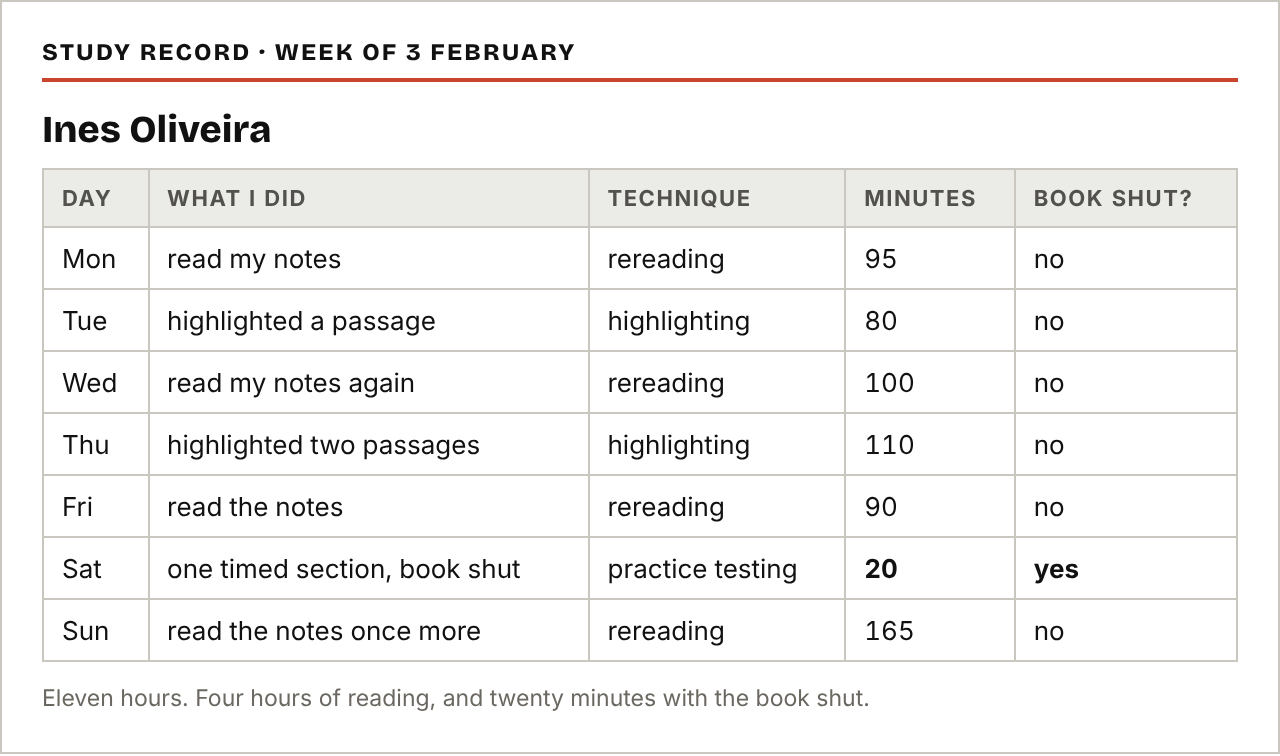 STUDY RECORD · WEEK OF 3 FEBRUARY
Ines Oliveira
DAY WHAT I DID TECHNIQUE MINUTES BOOK SHUT?
Mon read my notes rereading 95 no
Tue highlighted a passage highlighting 80 no
Wed read my notes again rereading 100 no
Thu highlighted two passages highlighting 110 no
Fri read the notes rereading 90 no
Sat one timed section, book shut practice testing 20 yes
Sun read the notes once more rereading 165 no
Eleven hours. Four hours of reading, and twenty minutes with the book shut.